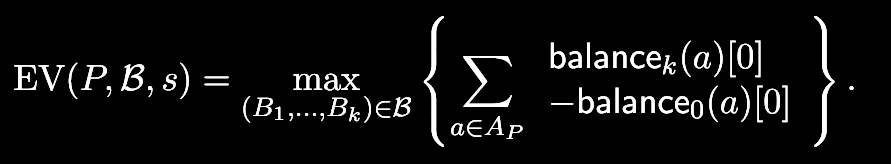 EV(P, ℬ, s) = max_{(B_1,...,B_k)∈ℬ} { ∑_{a∈A_P} balance_k(a)[0] −balance_0(a)[0] } .